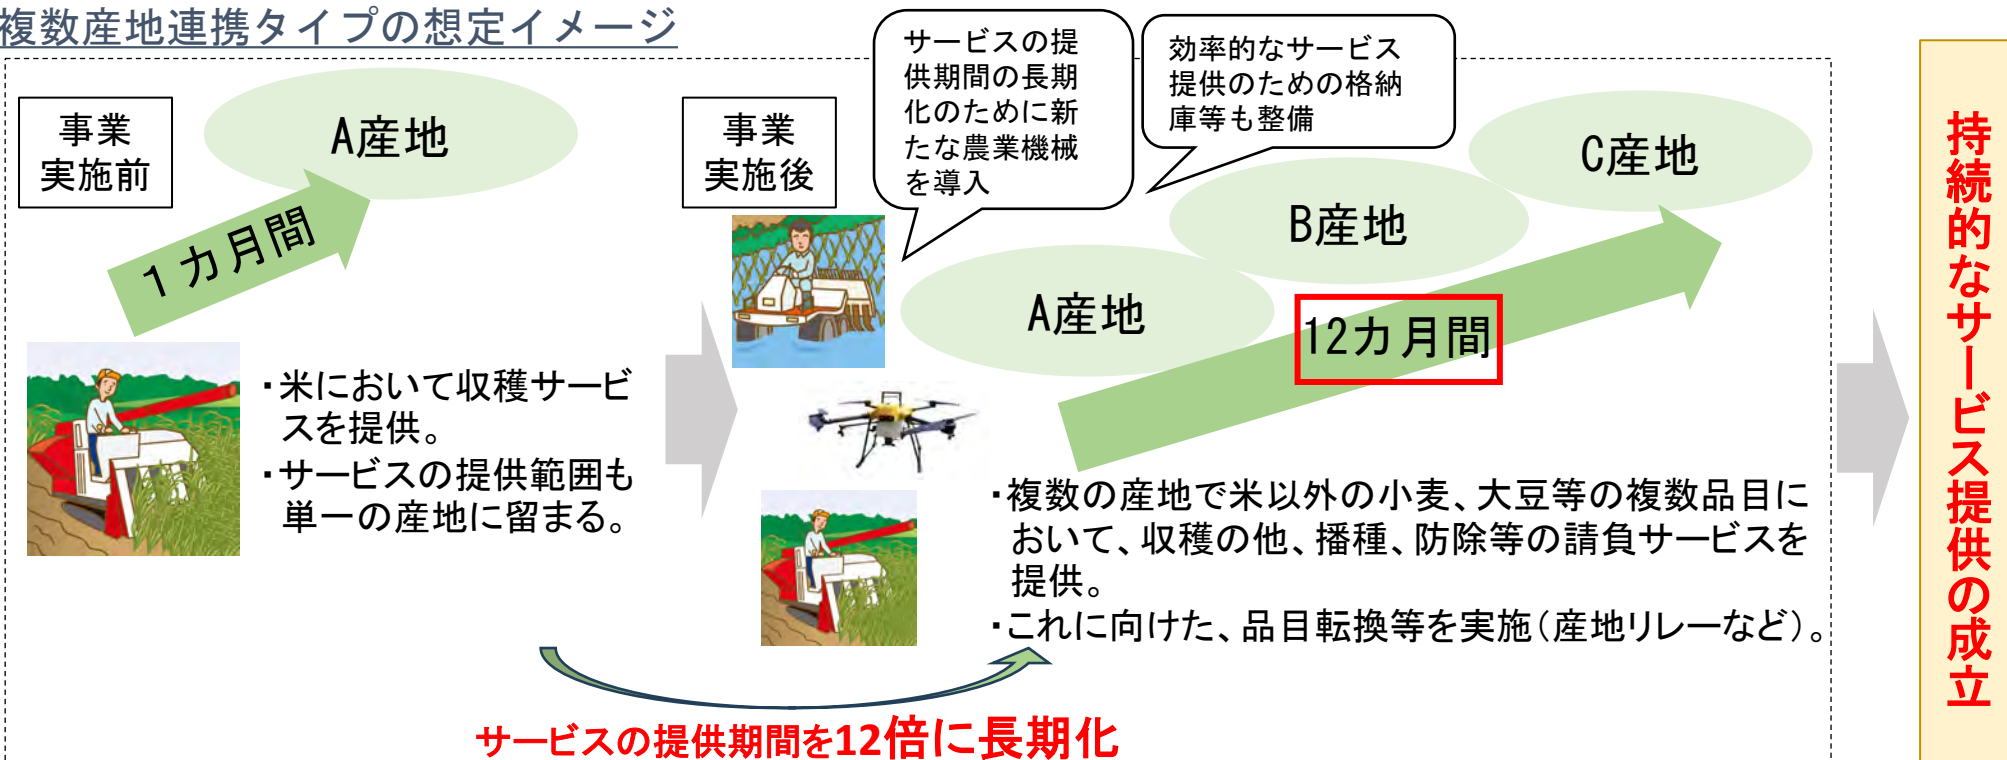 複数産地連携タイプの想定イメージ
事業
実施前
A産地
1カ月間
・米において収穫サービ
スを提供。
・サービスの提供範囲も
単一の産地に留まる。
事業
実施後
サービスの提
供期間の長期
化のために新
たな農業機械
を導入
効率的なサービス
提供のための格納
庫等も整備
A産地
B産地
C産地
12カ月間
・複数の産地で米以外の小麦、大豆等の複数品目に
おいて、収穫の他、播種、防除等の請負サービスを
提供。
・これに向けた、品目転換等を実施(産地リレーなど)。
サービスの提供期間を12倍に長期化
持続的なサービス提供の成立